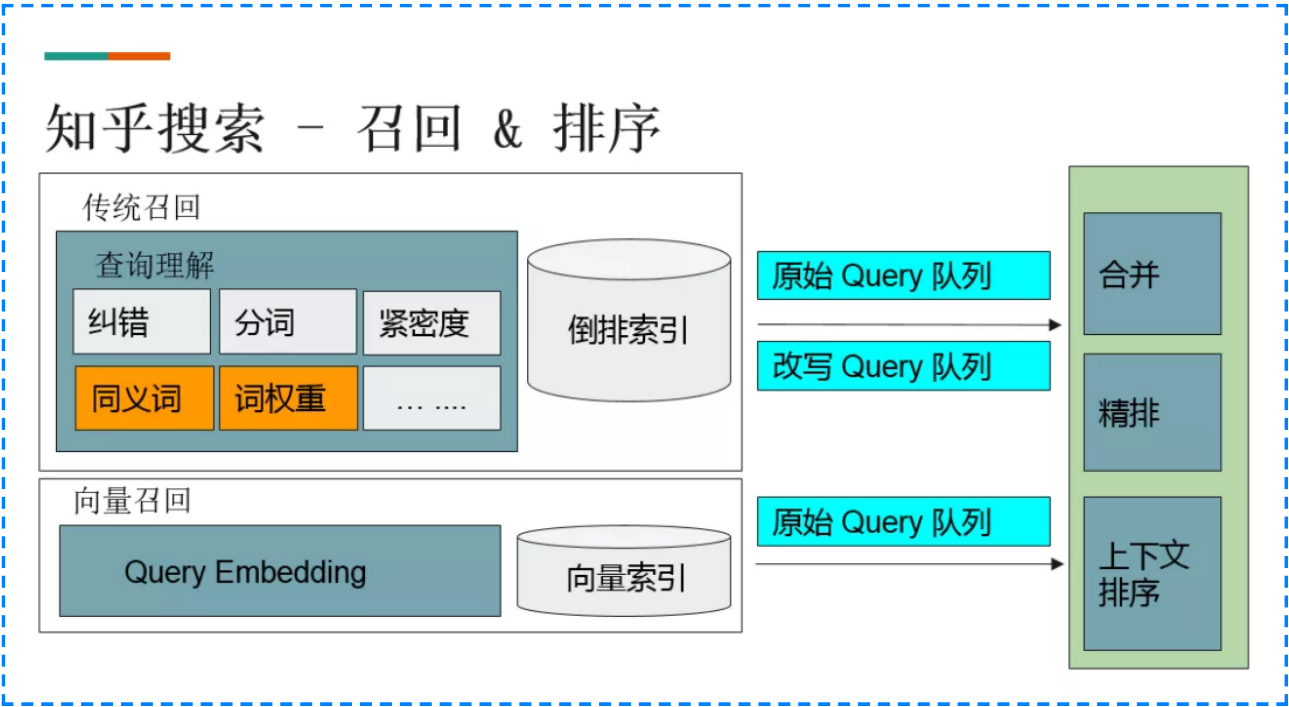 知乎搜索 - 召回 & 排序
传统召回
查询理解
纠错
分词
紧密度
同义词
词权重
... ....
倒排索引
原始 Query 队列
改写 Query 队列
向量召回
Query Embedding
向量索引
原始 Query 队列
合并
精排
上下文
排序